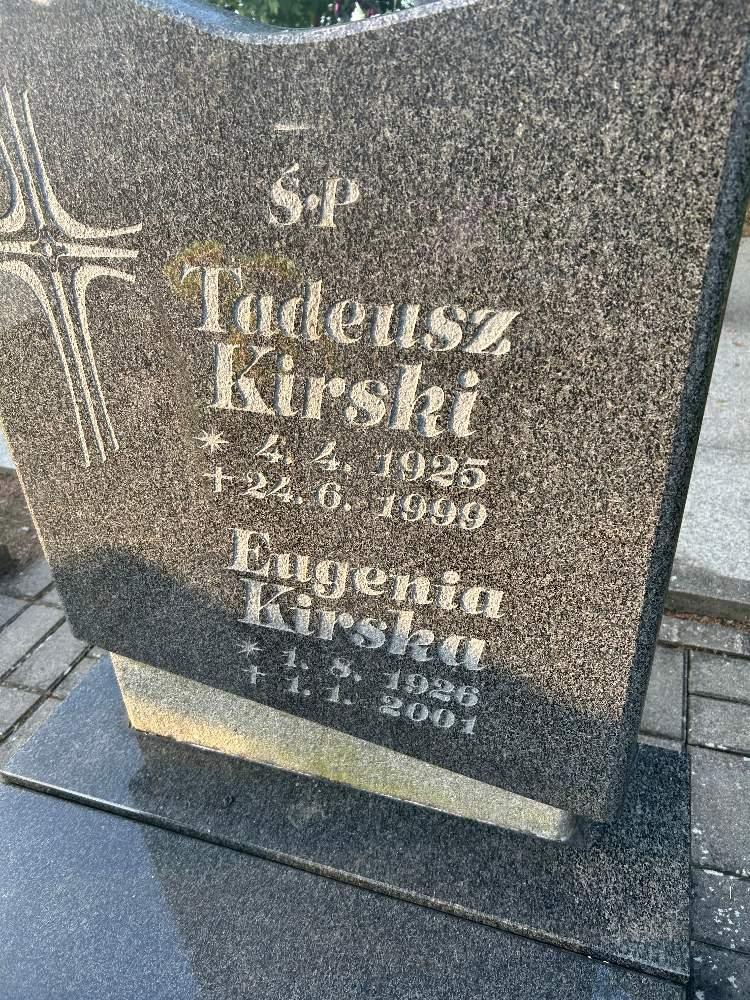 Ś.P
Tadeusz
Kirski
* 4. 4. 1925
+ 24. 6. 1999
Eugenia
Kirska
* 1. 8. 1926
+ 1. 1. 2001